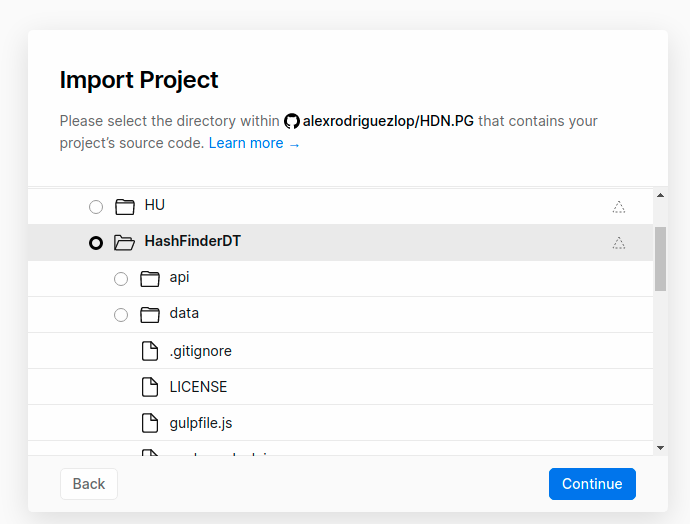 Import Project
Please select the directory within alexrodriguezlop/HDN.PG that contains your
project's source code. Learn more →
HU
HashFinderDT
api
data
.gitignore
LICENSE
gulpfile.js
Back
Continue